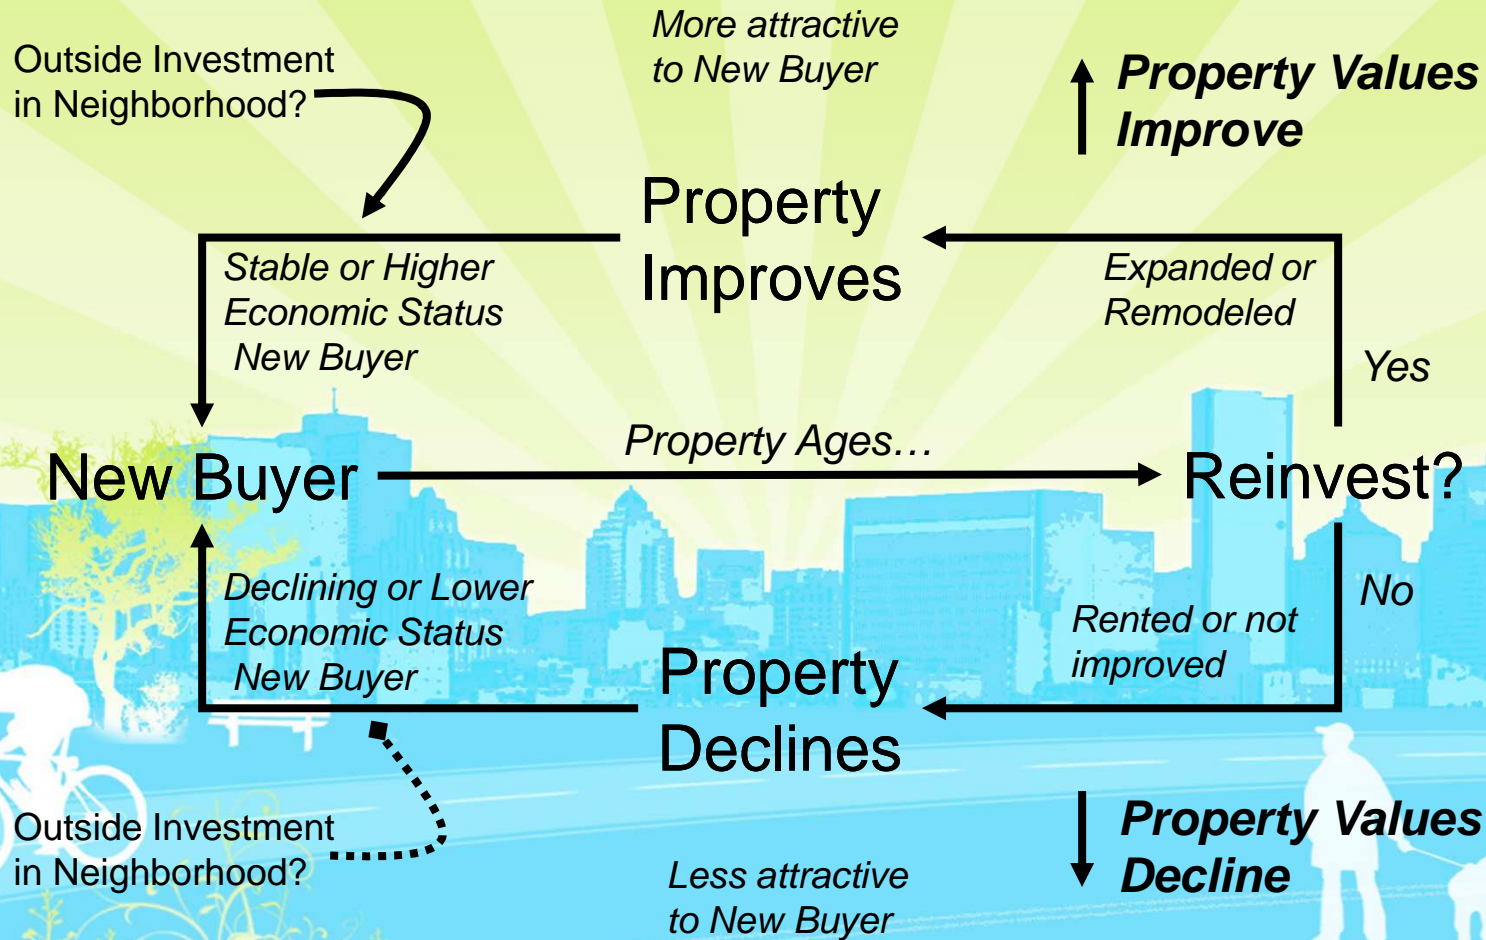 Outside Investment
in Neighborhood?
More attractive
to New Buyer
Property Values
Improve
Property
Improves
Stable or Higher
Economic Status
New Buyer
Expanded or
Remodeled
Yes
New Buyer
Property Ages…
Reinvest?
Declining or Lower
Economic Status
New Buyer
No
Rented or not
improved
Property
Declines
Outside Investment
in Neighborhood?
Less attractive
to New Buyer
Property Values
Decline